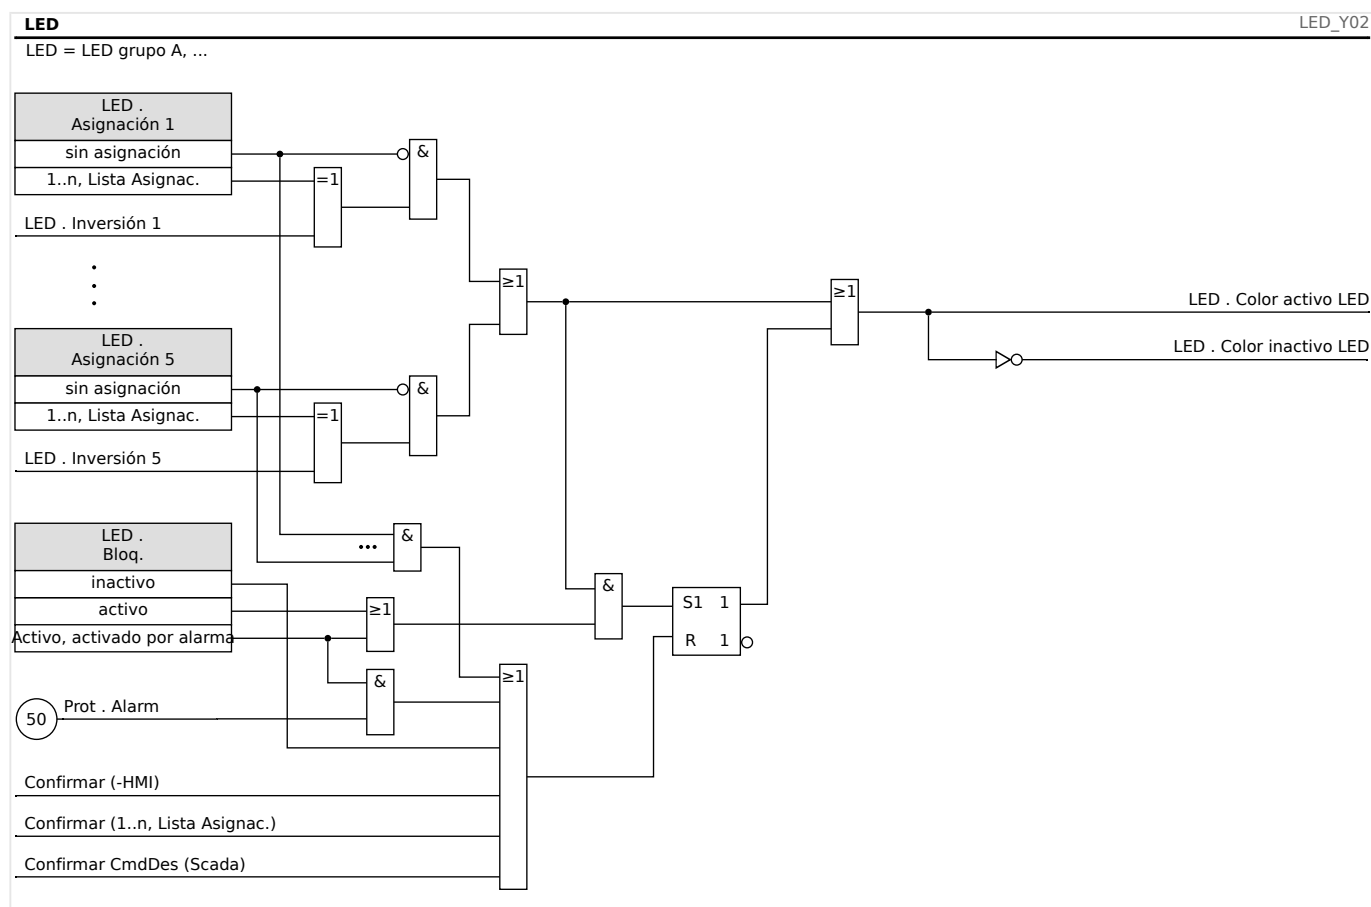 LED
LED_Y02
LED = LED grupo A, ...
LED .
Asignación 1
sin asignación
&
1..n, Lista Asignac.
=1
LED . Inversión 1
≥1
≥1
LED . Color activo LED
LED .
Asignación 5
LED . Color inactivo LED
sin asignación
&
1..n, Lista Asignac.
=1
LED . Inversión 5
LED .
Bloq.
&
...
inactivo
&
activo
≥1
S1 1
Activo, activado por alarma
R 1
&
≥1
50
Prot . Alarm
Confirmar (-HMI)
Confirmar (1..n, Lista Asignac.)
Confirmar CmdDes (Scada)